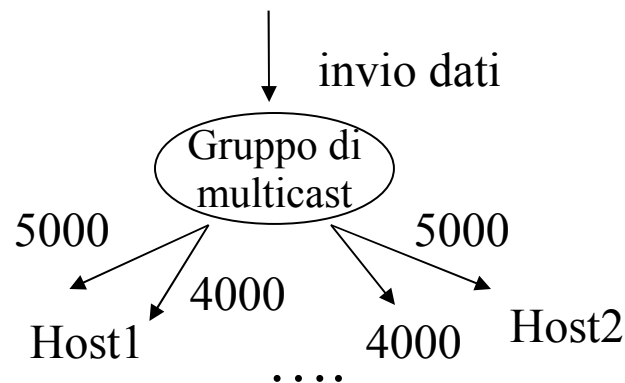 invio dati
Gruppo di
multicast
5000
5000
4000
4000
Host1
Host2
....